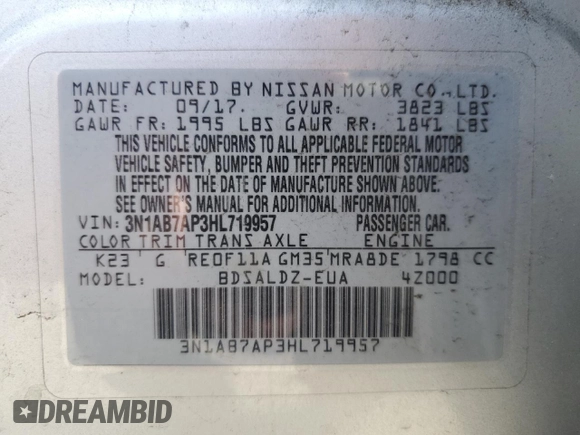 MANUFACTURED BY NISSAN MOTOR CO.,LTD.
DATE: 09/17. GVWR: 3823 LBS
GAWR FR: 1995 LBS GAWR RR: 1841 LBS
THIS VEHICLE CONFORMS TO ALL APPLICABLE FEDERAL MOTOR
VEHICLE SAFETY, BUMPER AND THEFT PREVENTION STANDARDS
IN EFFECT ON THE DATE OF MANUFACTURE SHOWN ABOVE.
SEE OWNER'S MANUAL FOR ADDITIONAL INFORMATION.
VIN: 3N1AB7AP3HL719957 PASSENGER CAR.
COLOR TRIM TRANS AXLE ENGINE
K23 G RE0F11A GM35 MRA8DE 1798 CC
MODEL: BDSALDZ-EUA 4Z000
3N1AB7AP3HL719957
DREAMBID